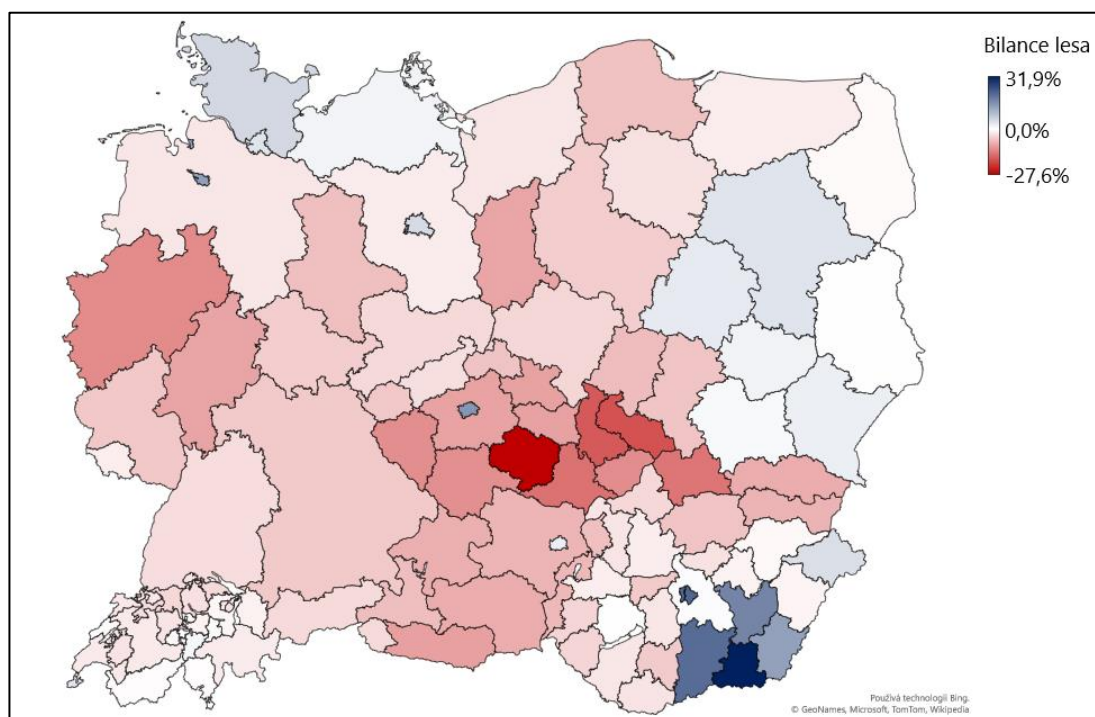 Bilance lesa
31,9%
0,0%
-27,6%
Používá technologii Bing.
© GeoNames, Microsoft, TomTom, Wikipedia